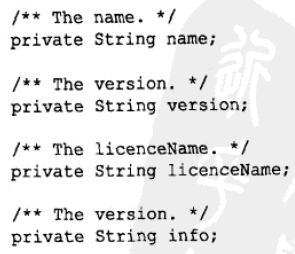 /** The name. */
private String name;
/** The version. */
private String version;
/** The licenceName. */
private String licenceName;
/** The version. */
private String info;